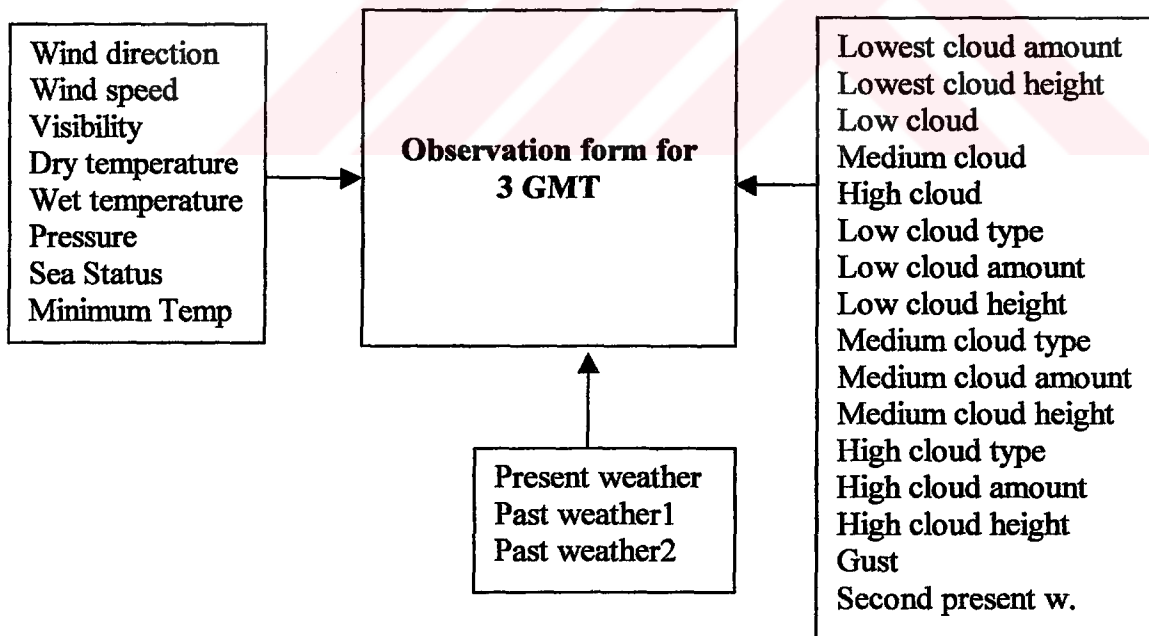 Wind direction
Wind speed
Visibility
Dry temperature
Wet temperature
Pressure
Sea Status
Minimum Temp
Observation form for
3 GMT
Present weather
Past weather1
Past weather2
Lowest cloud amount
Lowest cloud height
Low cloud
Medium cloud
High cloud
Low cloud type
Low cloud amount
Low cloud height
Medium cloud type
Medium cloud amount
Medium cloud height
High cloud type
High cloud amount
High cloud height
Gust
Second present w.